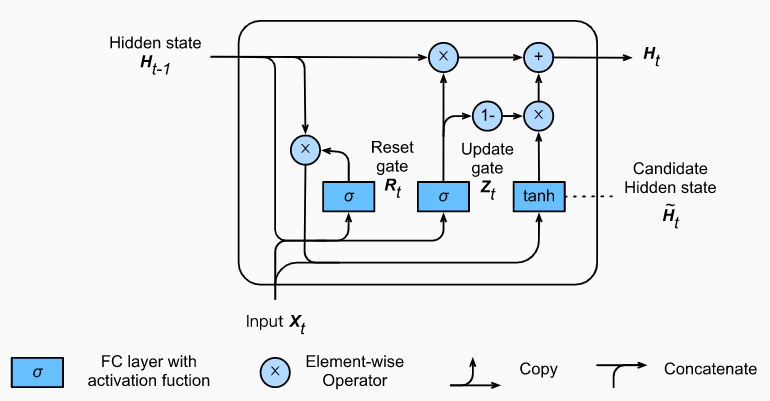 Hidden state
H_{t-1}
H_t
×
+
1-
×
×
Reset
gate
R_t
Update
gate
Z_t
σ
σ
tanh
Candidate
Hidden state
H̃_t
Input X_t
σ
FC layer with
activation fuction
×
Element-wise
Operator
Copy
Concatenate